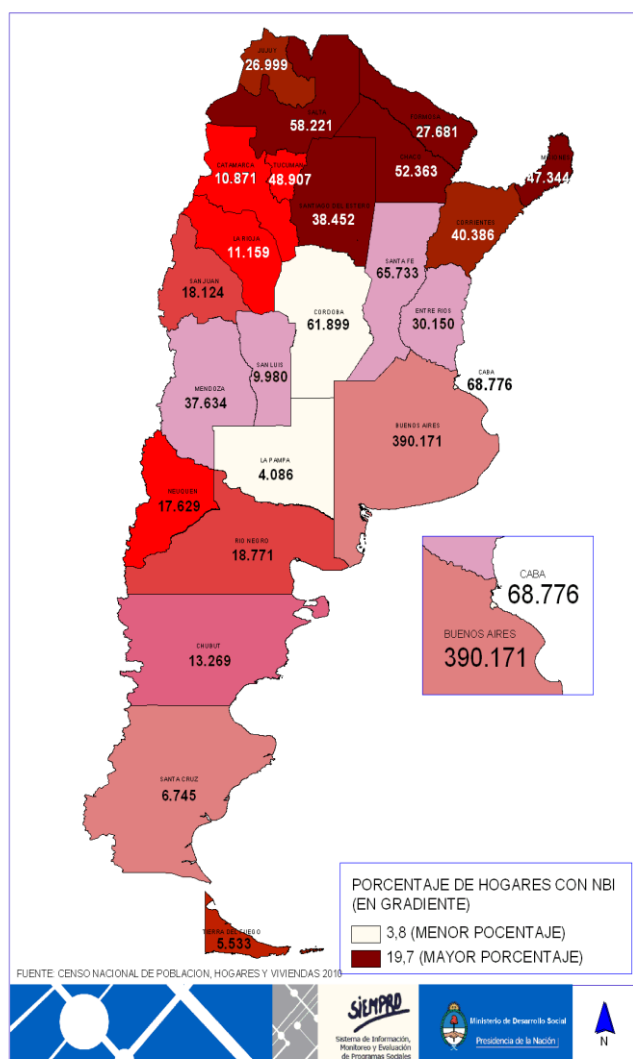 JUJUY
26.999
SALTA
58.221
FORMOSA
27.681
CHACO
52.363
MISIONES
47.344
CATAMARCA
10.871
TUCUMAN
48.907
SANTIAGO DEL ESTERO
38.452
CORRIENTES
40.386
LA RIOJA
11.159
SANTA FE
65.733
SAN JUAN
18.124
CORDOBA
61.899
ENTRE RIOS
30.150
SAN LUIS
9.980
MENDOZA
37.634
CABA
68.776
BUENOS AIRES
390.171
LA PAMPA
4.086
NEUQUEN
17.629
RIO NEGRO
18.771
CABA
68.776
BUENOS AIRES
390.171
CHUBUT
13.269
SANTA CRUZ
6.745
TIERRA DEL FUEGO
5.533
PORCENTAJE DE HOGARES CON NBI
(EN GRADIENTE)
3,8 (MENOR POCENTAJE)
19,7 (MAYOR PORCENTAJE)
FUENTE: CENSO NACIONAL DE POBLACION, HOGARES Y VIVIENDAS 2010
SIEMPRO
Sistema de Información,
Monitoreo y Evaluación
de Programas Sociales
Ministerio de Desarrollo Social
Presidencia de la Nación
N